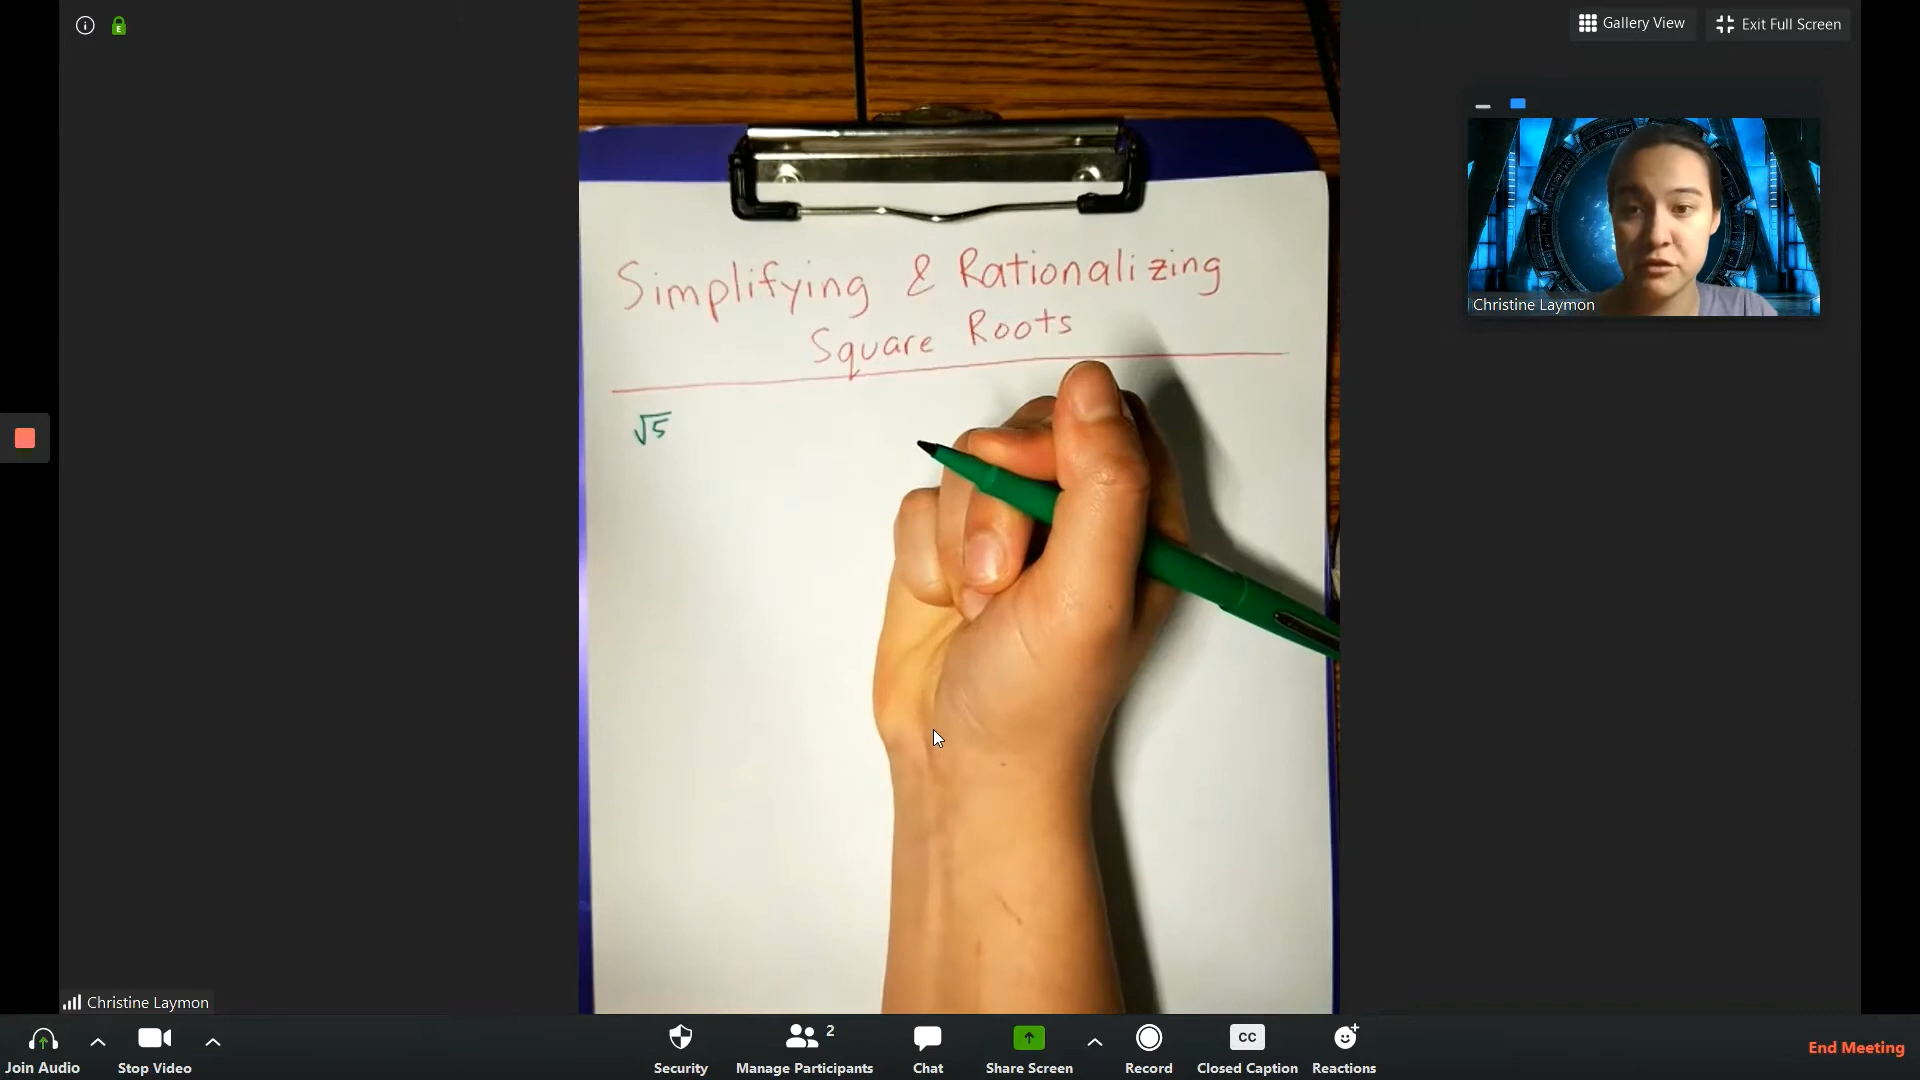 Gallery View
Exit Full Screen
Christine Laymon
Simplifying & Rationalizing
Square Roots
√5
Christine Laymon
Join Audio
Stop Video
Security
Manage Participants
2
Chat
Share Screen
Record
CC
Closed Caption
Reactions
End Meeting